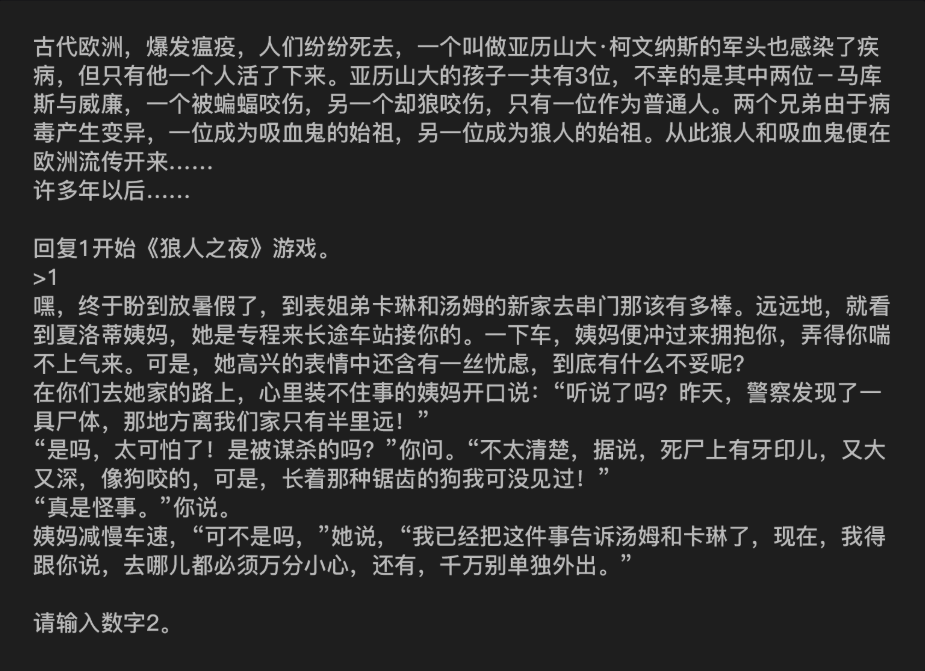 古代欧洲，爆发瘟疫，人们纷纷死去，一个叫做亚历山大·柯文纳斯的军头也感染了疾
病，但只有他一个人活了下来。亚历山大的孩子一共有3位，不幸的是其中两位－马库
斯与威廉，一个被蝙蝠咬伤，另一个却狼咬伤，只有一位作为普通人。两个兄弟由于病
毒产生变异，一位成为吸血鬼的始祖，另一位成为狼人的始祖。从此狼人和吸血鬼便在
欧洲流传开来……
许多年以后……
回复1开始《狼人之夜》游戏。
>1
嘿，终于盼到放暑假了，到表姐弟卡琳和汤姆的新家去串门那该有多棒。远远地，就看
到夏洛蒂姨妈，她是专程来长途车站接你的。一下车，姨妈便冲过来拥抱你，弄得你喘
不上气来。可是，她高兴的表情中还含有一丝忧虑，到底有什么不妥呢？
在你们去她家的路上，心里装不住事的姨妈开口说：“听说了吗？昨天，警察发现了一
具尸体，那地方离我们家只有半里远！”
“是吗，太可怕了！是被谋杀的吗？”你问。“不太清楚，据说，死尸上有牙印儿，又大
又深，像狗咬的，可是，长着那种锯齿的狗我可没见过！”
“真是怪事。”你说。
姨妈减慢车速，“可不是吗，”她说，“我已经把这件事告诉汤姆和卡琳了，现在，我得
跟你说，去哪儿都必须万分小心，还有，千万别单独外出。”
请输入数字2。